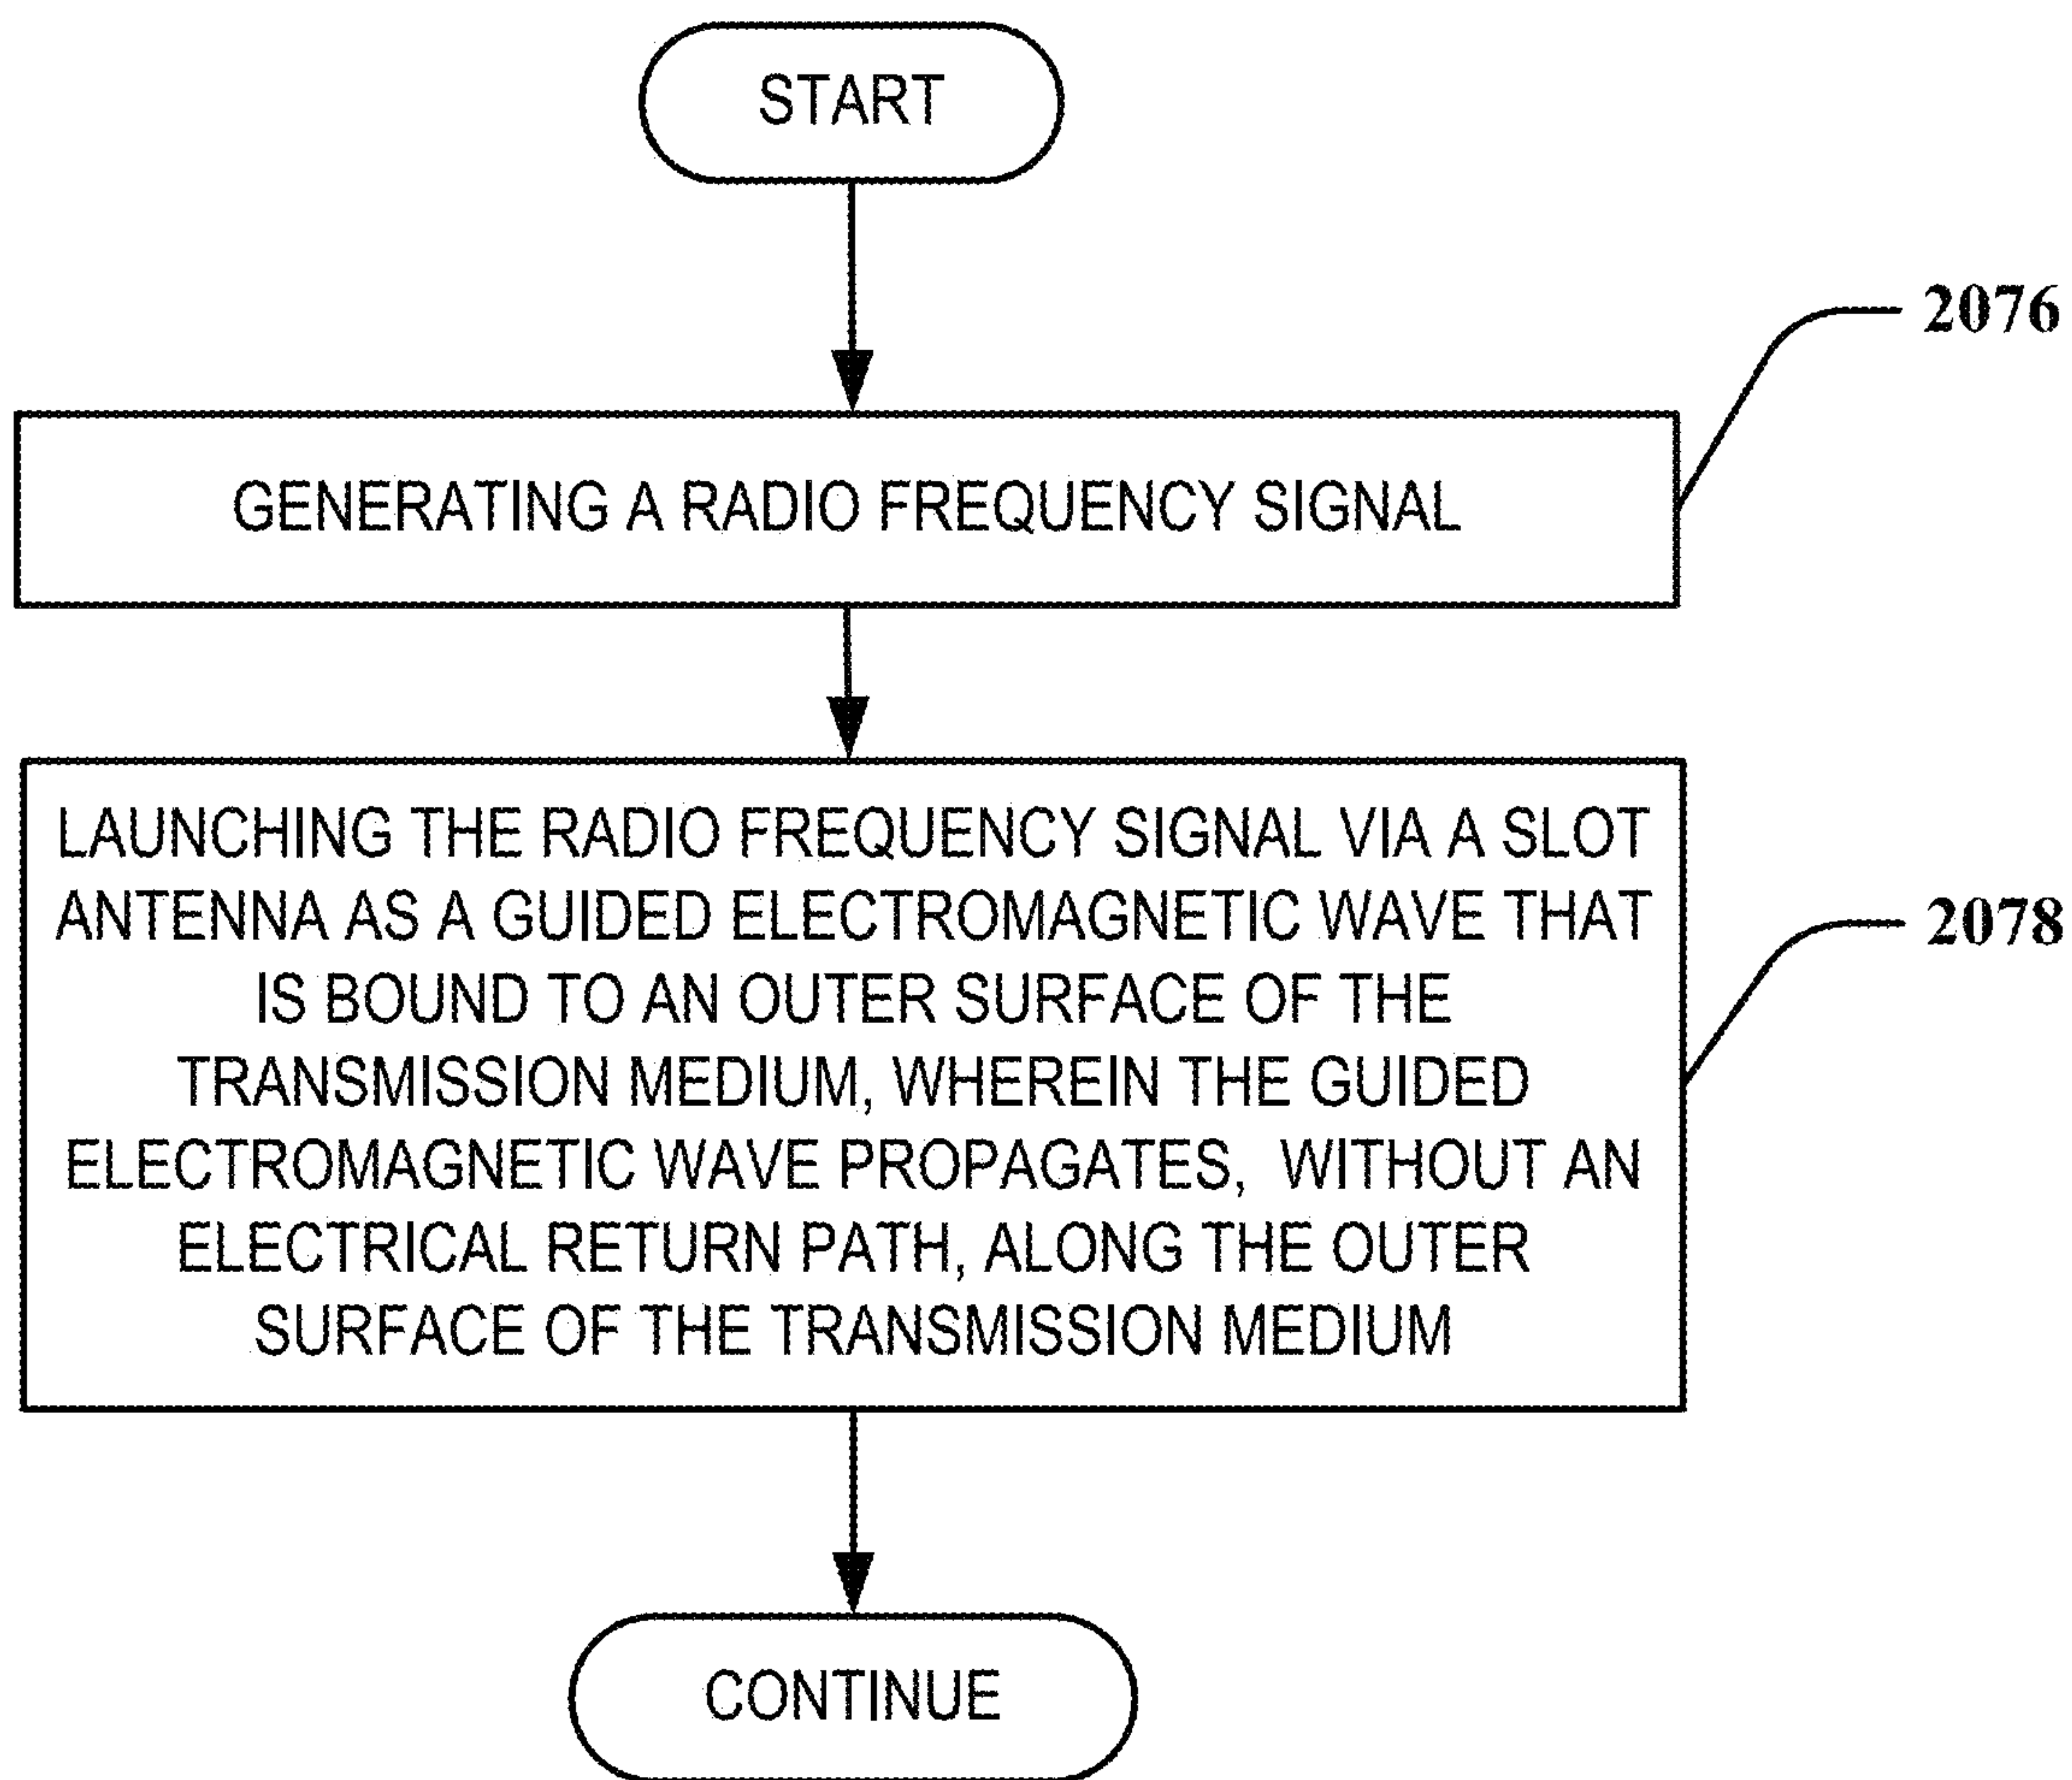 START
2076
GENERATING A RADIO FREQUENCY SIGNAL
LAUNCHING THE RADIO FREQUENCY SIGNAL VIA A SLOT
ANTENNA AS A GUIDED ELECTROMAGNETIC WAVE THAT
IS BOUND TO AN OUTER SURFACE OF THE
TRANSMISSION MEDIUM, WHEREIN THE GUIDED
ELECTROMAGNETIC WAVE PROPAGATES, WITHOUT AN
ELECTRICAL RETURN PATH, ALONG THE OUTER
SURFACE OF THE TRANSMISSION MEDIUM
2078
CONTINUE